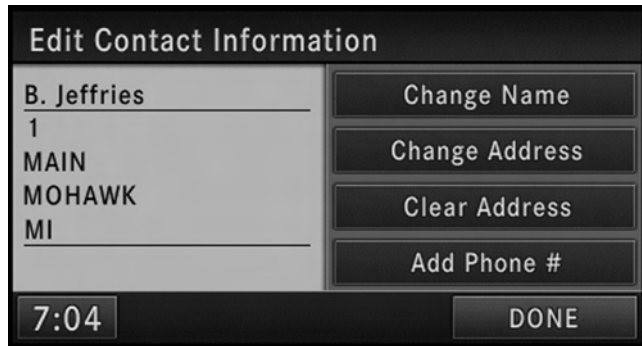 Edit Contact Information
B. Jeffries
1
MAIN
MOHAWK
MI
Change Name
Change Address
Clear Address
Add Phone #
7:04
DONE